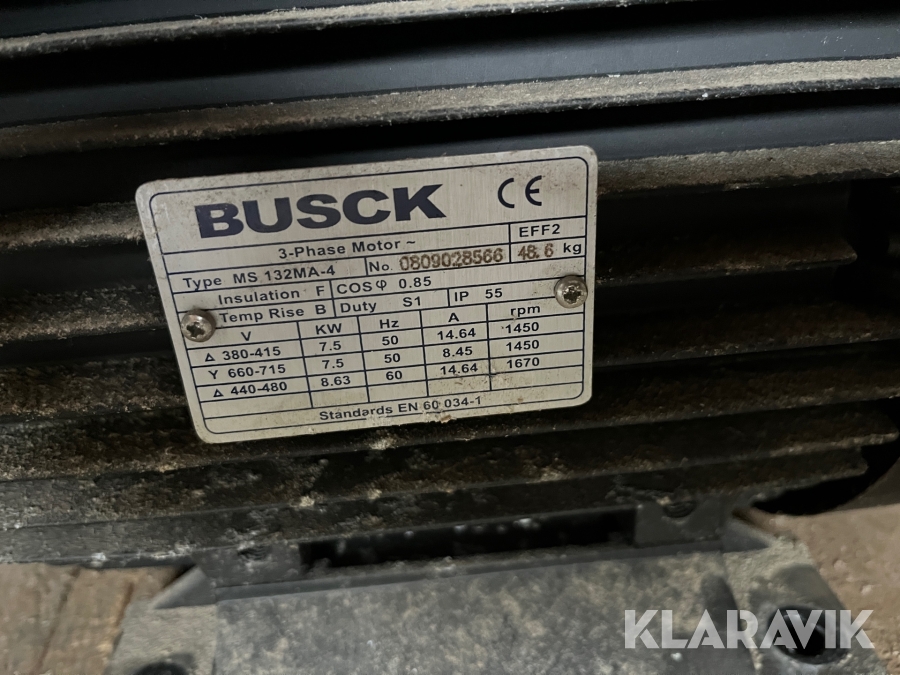 BUSCK CE
3-Phase Motor ~ EFF2
Type MS 132MA-4 No. 0809028566 48.6 kg
Insulation F COS φ 0.85
Temp Rise B Duty S1 IP 55
V KW Hz A rpm
Δ 380-415 7.5 50 14.64 1450
Y 660-715 7.5 50 8.45 1450
Δ 440-480 8.63 60 14.64 1670
Standards EN 60 034-1
KLARAVIK